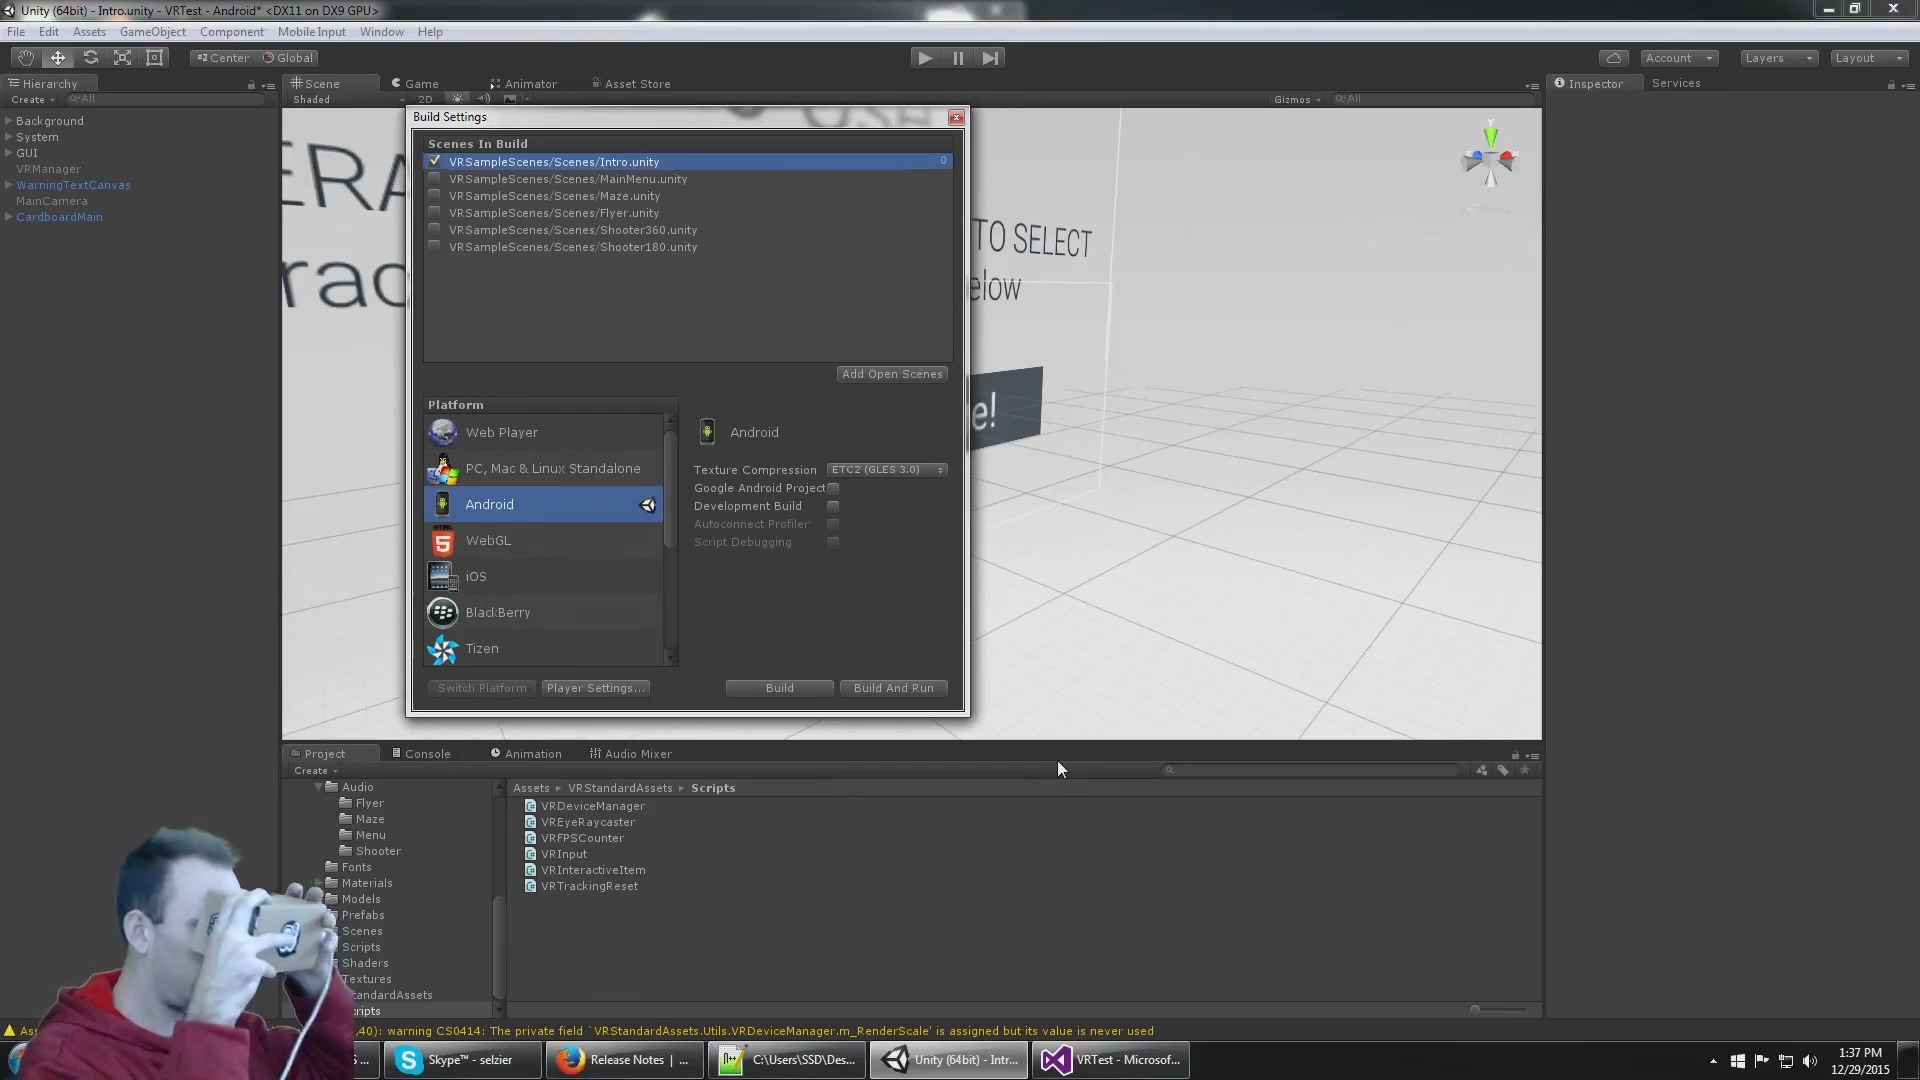 Unity (64bit) - Intro.unity - VRTest - Android* <DX11 on DX9 GPU>
File Edit Assets GameObject Component Mobile Input Window Help
Center Global Account Layers Layout
Hierarchy Scene Game Animator Asset Store Inspector Services
Create All Shaded 2D Gizmos All
Background
System
GUI
VRManager
WarningTextCanvas
MainCamera
CardboardMain
Build Settings
Scenes In Build
VRSampleScenes/Scenes/Intro.unity 0
VRSampleScenes/Scenes/MainMenu.unity
VRSampleScenes/Scenes/Maze.unity
VRSampleScenes/Scenes/Flyer.unity
VRSampleScenes/Scenes/Shooter360.unity
VRSampleScenes/Scenes/Shooter180.unity
Add Open Scenes
ERA
rac
TO SELECT
elow
e!
Platform
Web Player
PC, Mac & Linux Standalone
Android
WebGL
iOS
BlackBerry
Tizen
Android
Texture Compression ETC2 (GLES 3.0)
Google Android Project
Development Build
Autoconnect Profiler
Script Debugging
Switch Platform Player Settings... Build Build And Run
Project Console Animation Audio Mixer
Create
Audio
Flyer
Maze
Menu
Shooter
Fonts
Materials
Models
Prefabs
Scenes
Scripts
Shaders
Textures
tandardAssets
cripts
Assets ▸ VRStandardAssets ▸ Scripts
VRDeviceManager
VREyeRaycaster
VRFPSCounter
VRInput
VRInteractiveItem
VRTrackingReset
Ass ,40): warning CS0414: The private field `VRStandardAssets.Utils.VRDeviceManager.m_RenderScale' is assigned but its value is never used
Skype™ - selzier Release Notes | ... C:\Users\SSD\Des... Unity (64bit) - Intr... VRTest - Microsof...
1:37 PM
12/29/2015